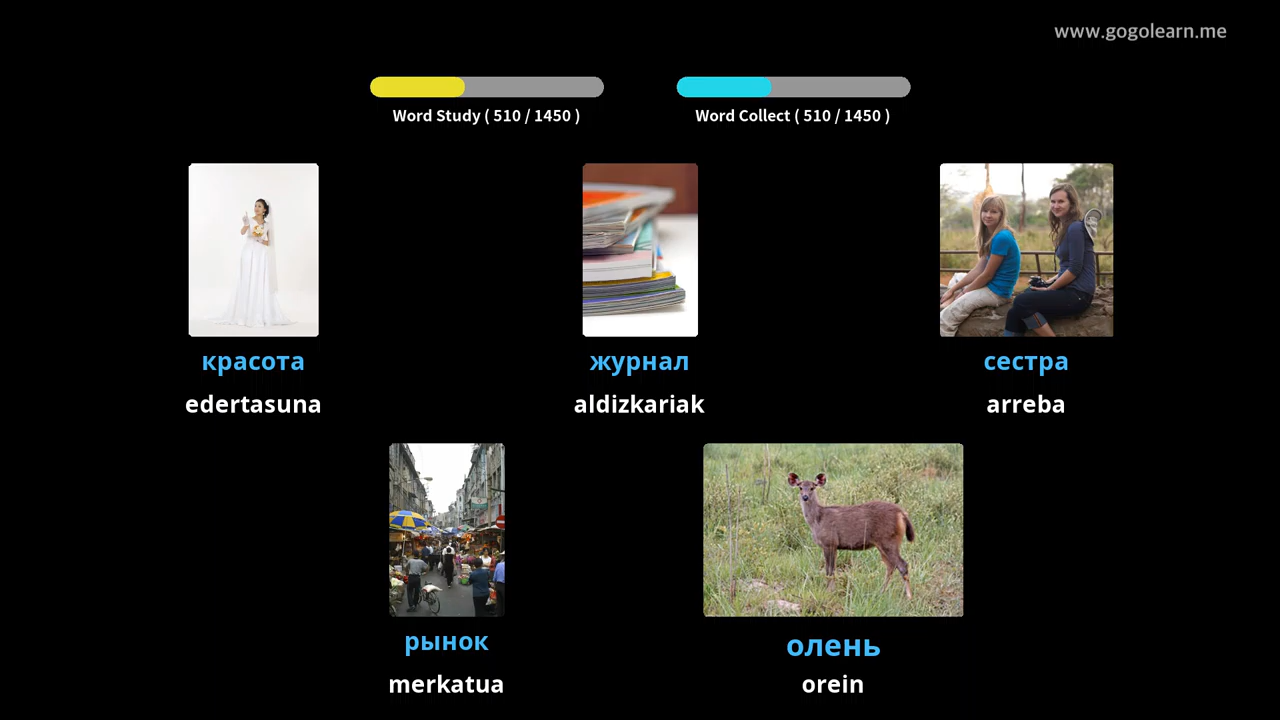 www.gogolearn.me
Word Study ( 510 / 1450 )
Word Collect ( 510 / 1450 )
красота
журнал
сестра
edertasuna
aldizkariak
arreba
рынок
олень
merkatua
orein